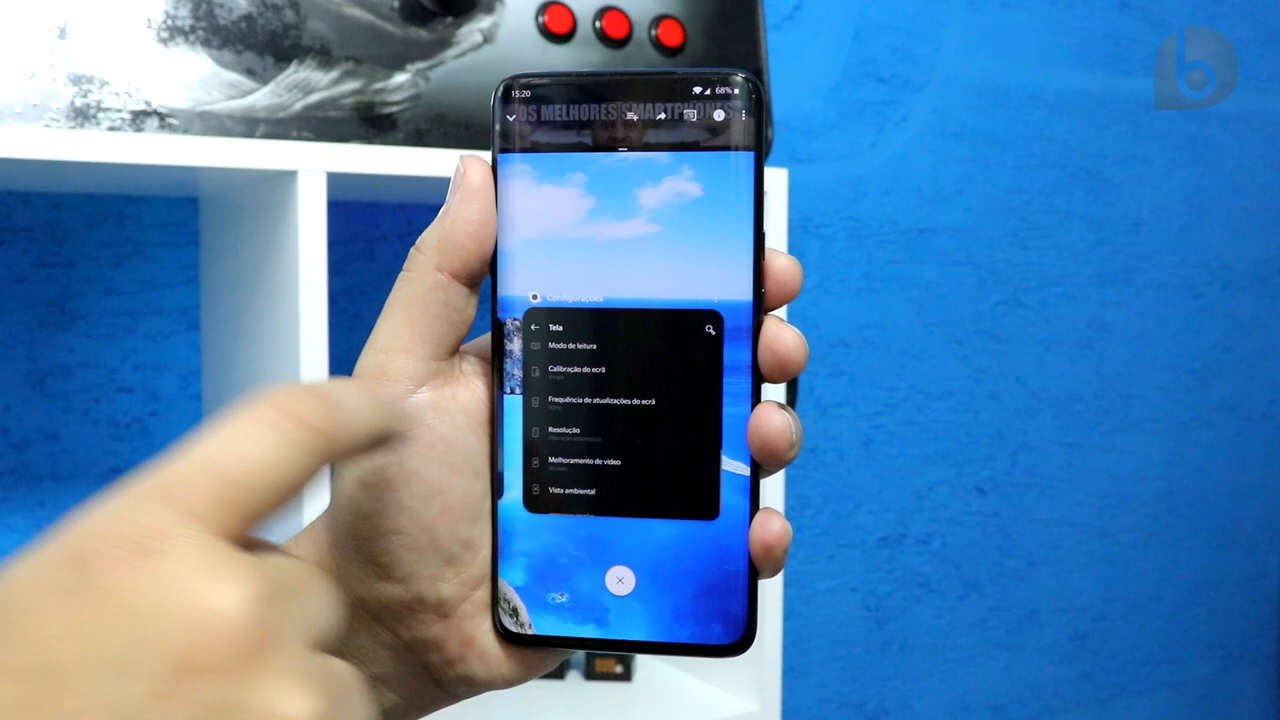 15:20
68%
OS MELHORES SMARTPHONES
Configurações
Tela
Modo de leitura
Calibração do ecrã
Frequência de atualizações do ecrã
Resolução
Melhoramento de vídeo
Vista ambiental
b